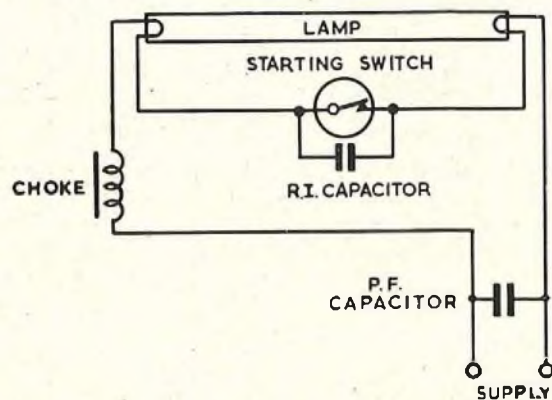 LAMP
STARTING SWITCH
CHOKE
R.I. CAPACITOR
P.F.
CAPACITOR
SUPPLY